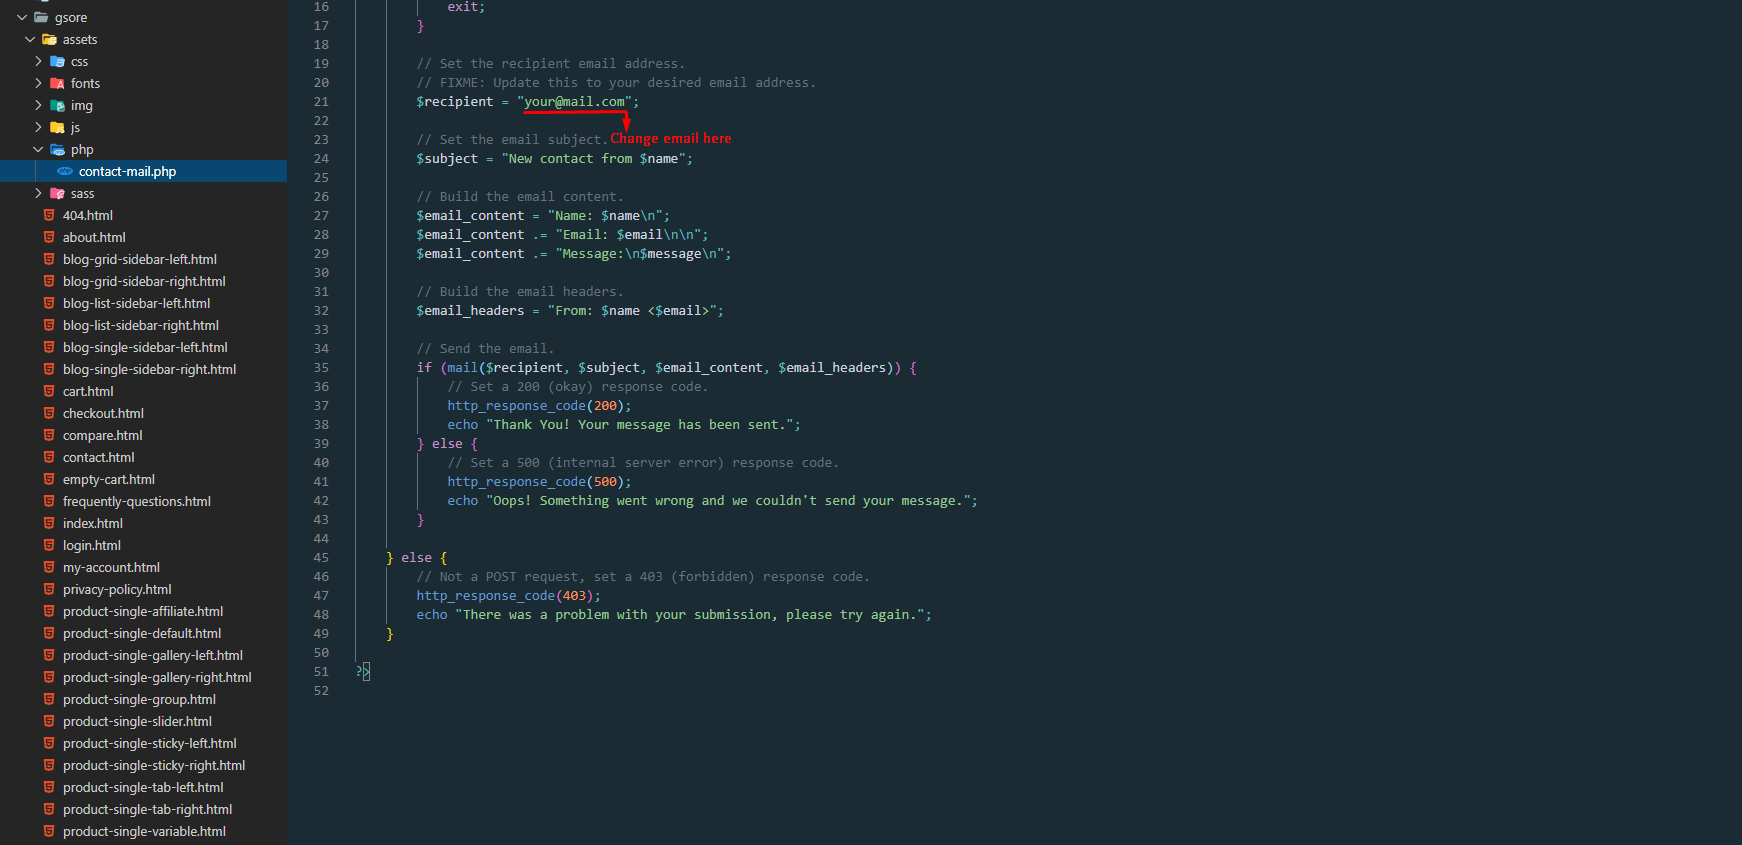 gsore
assets
css
fonts
img
js
php
contact-mail.php
sass
404.html
about.html
blog-grid-sidebar-left.html
blog-grid-sidebar-right.html
blog-list-sidebar-left.html
blog-list-sidebar-right.html
blog-single-sidebar-left.html
blog-single-sidebar-right.html
cart.html
checkout.html
compare.html
contact.html
empty-cart.html
frequently-questions.html
index.html
login.html
my-account.html
privacy-policy.html
product-single-affiliate.html
product-single-default.html
product-single-gallery-left.html
product-single-gallery-right.html
product-single-group.html
product-single-slider.html
product-single-sticky-left.html
product-single-sticky-right.html
product-single-tab-left.html
product-single-tab-right.html
product-single-variable.html
16 exit;
17 }
18
19 // Set the recipient email address.
20 // FIXME: Update this to your desired email address.
21 $recipient = "your@mail.com";
22
23 // Set the email subject. Change email here
24 $subject = "New contact from $name";
25
26 // Build the email content.
27 $email_content = "Name: $name\n";
28 $email_content .= "Email: $email\n\n";
29 $email_content .= "Message:\n$message\n";
30
31 // Build the email headers.
32 $email_headers = "From: $name <$email>";
33
34 // Send the email.
35 if (mail($recipient, $subject, $email_content, $email_headers)) {
36 // Set a 200 (okay) response code.
37 http_response_code(200);
38 echo "Thank You! Your message has been sent.";
39 } else {
40 // Set a 500 (internal server error) response code.
41 http_response_code(500);
42 echo "Oops! Something went wrong and we couldn't send your message.";
43 }
44
45 } else {
46 // Not a POST request, set a 403 (forbidden) response code.
47 http_response_code(403);
48 echo "There was a problem with your submission, please try again.";
49 }
50
51 ?>
52